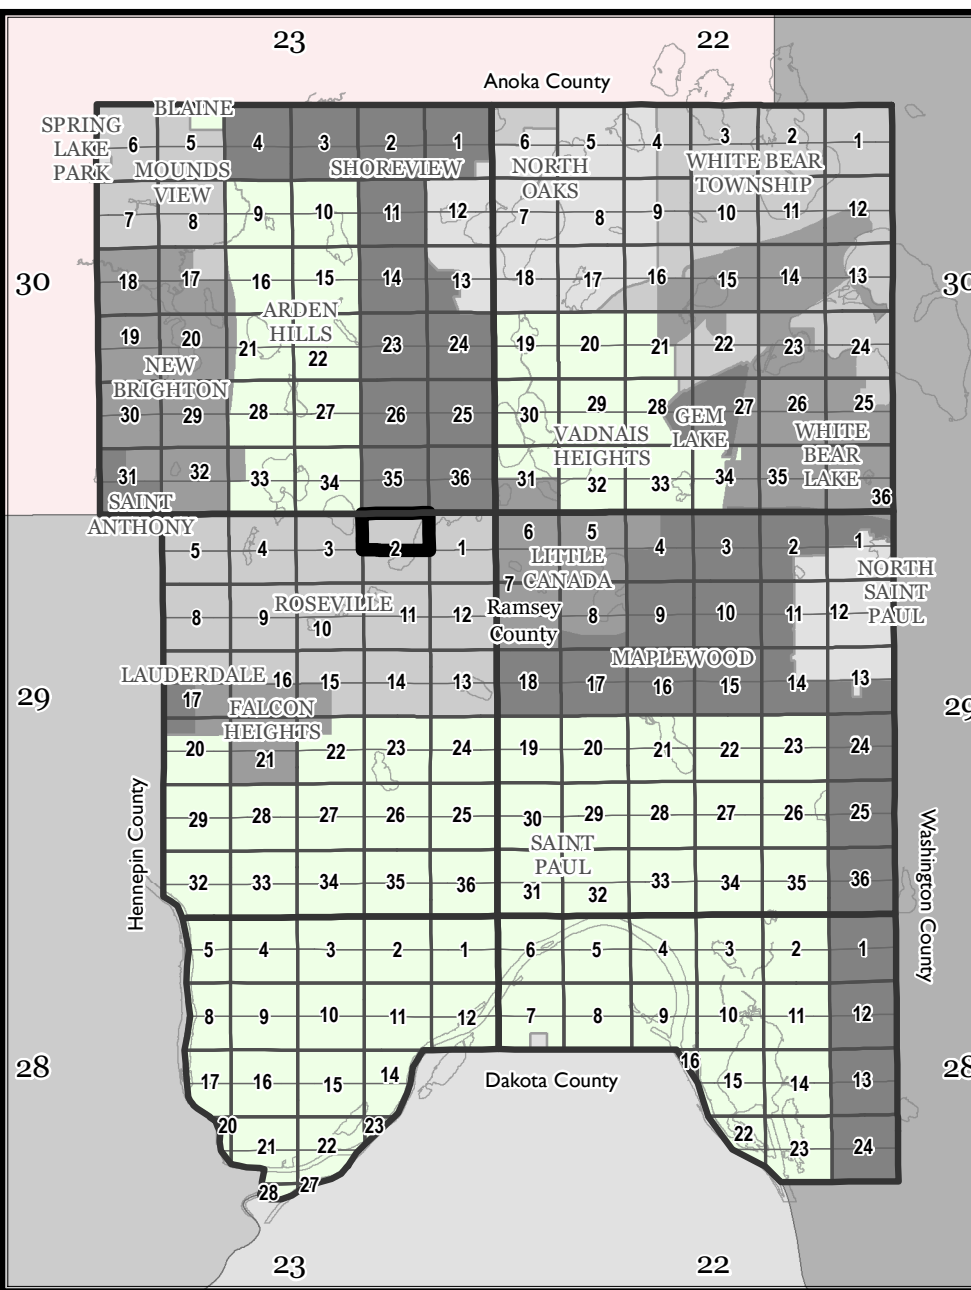 23 22
Anoka County
BLAINE
SPRING
LAKE
PARK
6 5 4 3 2 1 6 5 4 3 2 1
MOUNDS
VIEW
SHOREVIEW
NORTH
OAKS
WHITE BEAR
TOWNSHIP
7 8 9 10 11 12 7 8 9 10 11 12
30 18 17 16 15 14 13 18 17 16 15 14 13 30
ARDEN
HILLS
19 20 21 22 23 24 19 20 21 22 23 24
NEW
BRIGHTON
30 29 28 27 26 25 30 29 28 27 26 25
GEM
LAKE
VADNAIS
HEIGHTS
WHITE
BEAR
LAKE
31 32 33 34 35 36 31 32 33 34 35 36
SAINT
ANTHONY
5 4 3 2 1 6 5 4 3 2 1
LITTLE
CANADA
NORTH
SAINT
PAUL
ROSEVILLE
8 9 10 11 12 7 8 9 10 11 12
Ramsey
County
MAPLEWOOD
LAUDERDALE
29 17 16 15 14 13 18 17 16 15 14 13 29
FALCON
HEIGHTS
20 21 22 23 24 19 20 21 22 23 24
Hennepin County
Washington County
29 28 27 26 25 30 29 28 27 26 25
SAINT
PAUL
32 33 34 35 36 31 32 33 34 35 36
5 4 3 2 1 6 5 4 3 2 1
8 9 10 11 12 7 8 9 10 11 12
28 17 16 15 14 16 15 14 13 28
Dakota County
20 21 22 23 22 23 24
28 27
23 22